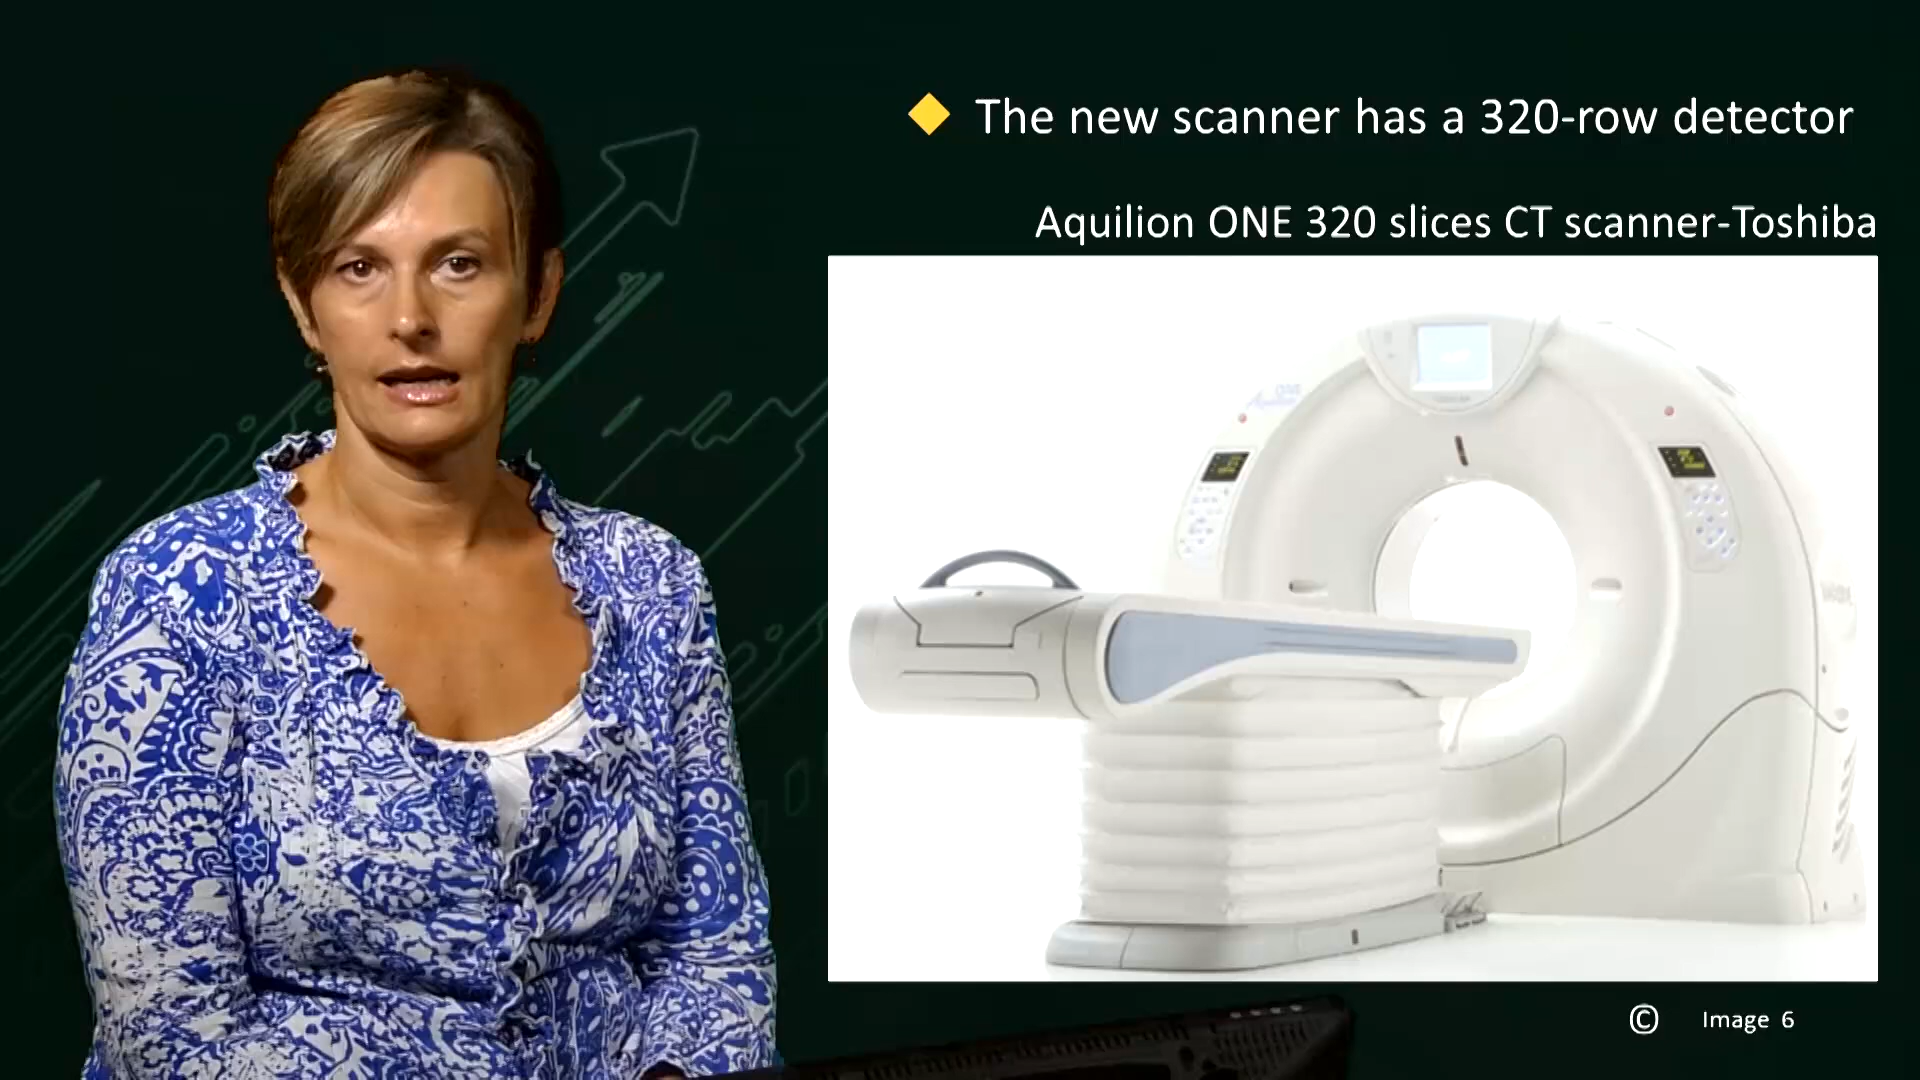 The new scanner has a 320-row detector
Aquilion ONE 320 slices CT scanner-Toshiba
© Image 6